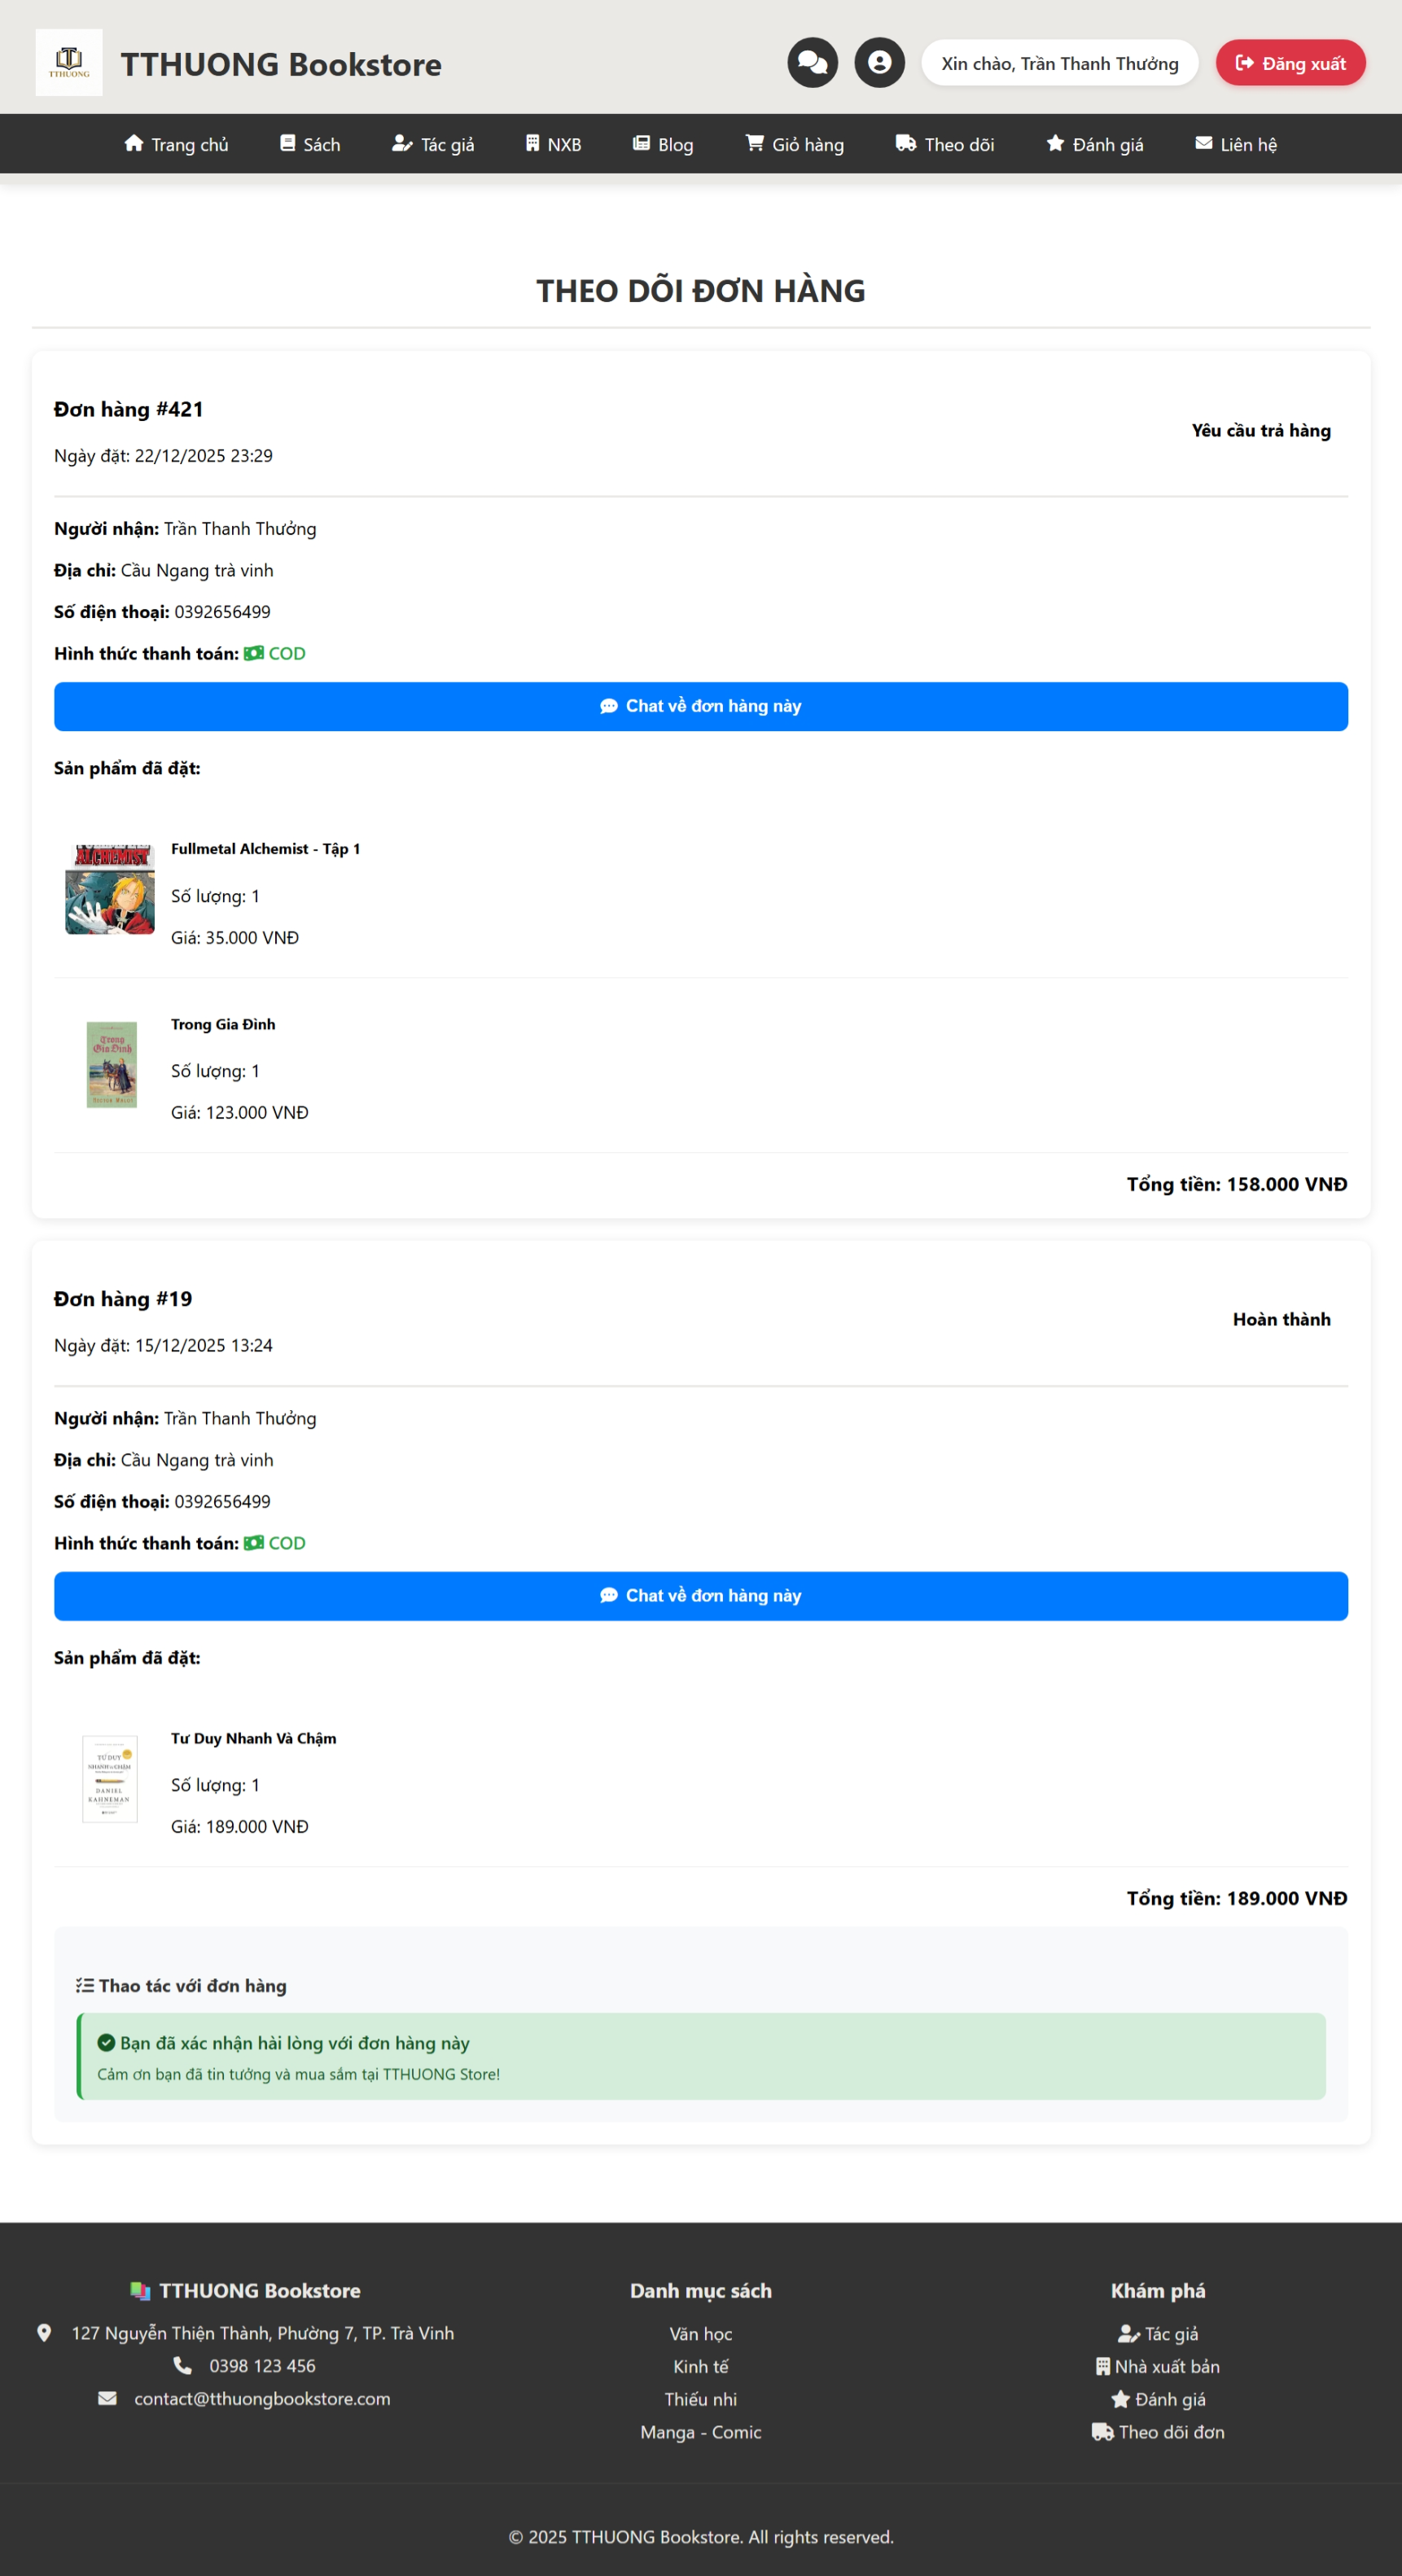 TTHUONG
TTHUONG Bookstore
Xin chào, Trần Thanh Thưởng
Đăng xuất
Trang chủ
Sách
Tác giả
NXB
Blog
Giỏ hàng
Theo dõi
Đánh giá
Liên hệ
THEO DÕI ĐƠN HÀNG
Đơn hàng #421
Yêu cầu trả hàng
Ngày đặt: 22/12/2025 23:29
Người nhận: Trần Thanh Thưởng
Địa chỉ: Cầu Ngang trà vinh
Số điện thoại: 0392656499
Hình thức thanh toán: COD
Chat về đơn hàng này
Sản phẩm đã đặt:
ALCHEMIST
Fullmetal Alchemist - Tập 1
Số lượng: 1
Giá: 35.000 VNĐ
Trong Gia Đình
Trong
Gia Đình
Số lượng: 1
Giá: 123.000 VNĐ
Tổng tiền: 158.000 VNĐ
Đơn hàng #19
Hoàn thành
Ngày đặt: 15/12/2025 13:24
Người nhận: Trần Thanh Thưởng
Địa chỉ: Cầu Ngang trà vinh
Số điện thoại: 0392656499
Hình thức thanh toán: COD
Chat về đơn hàng này
Sản phẩm đã đặt:
Tư Duy Nhanh Và Chậm
TƯ DUY
NHANH VÀ CHẬM
DANIEL
KAHNEMAN
Số lượng: 1
Giá: 189.000 VNĐ
Tổng tiền: 189.000 VNĐ
Thao tác với đơn hàng
Bạn đã xác nhận hài lòng với đơn hàng này
Cảm ơn bạn đã tin tưởng và mua sắm tại TTHUONG Store!
TTHUONG Bookstore
127 Nguyễn Thiện Thành, Phường 7, TP. Trà Vinh
0398 123 456
contact@tthuongbookstore.com
Danh mục sách
Văn học
Kinh tế
Thiếu nhi
Manga - Comic
Khám phá
Tác giả
Nhà xuất bản
Đánh giá
Theo dõi đơn
© 2025 TTHUONG Bookstore. All rights reserved.